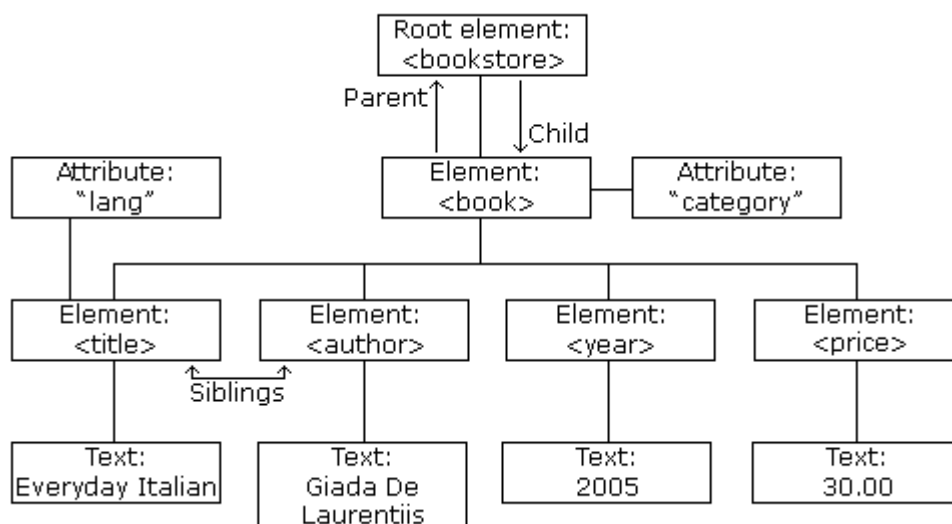 Root element:
<bookstore>
Parent
Child
Attribute:
“lang”
Element:
<book>
Attribute:
“category”
Element:
<title>
Element:
<author>
Element:
<year>
Element:
<price>
Siblings
Text:
Everyday Italian
Text:
Giada De
Laurentiis
Text:
2005
Text:
30.00